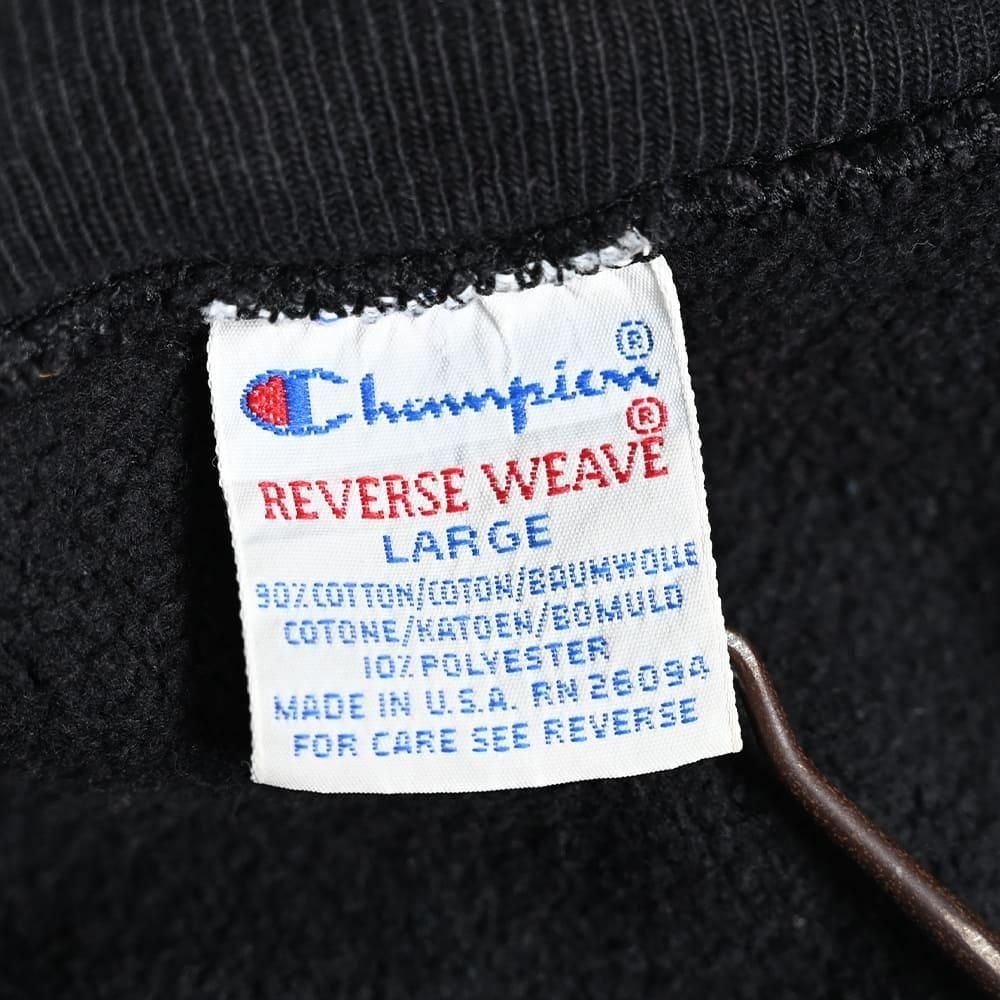 Champion®
REVERSE WEAVE®
LARGE
90% COTTON/COTON/BAUMWOLLE
COTONE/KATOEN/BOMULD
10% POLYESTER
MADE IN U.S.A. RN 26094
FOR CARE SEE REVERSE